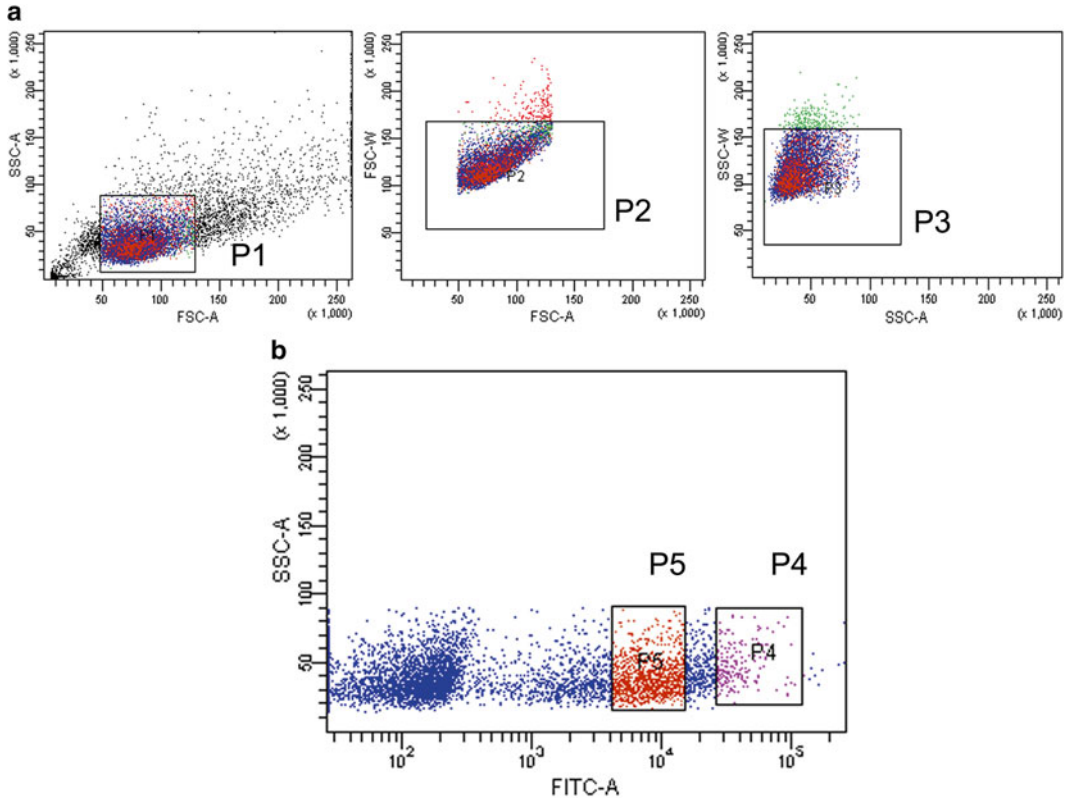 a
250
200
150
100
50
(x 1,000)
SSC-A
P1
P1
50 100 150 200 250
FSC-A
(x 1,000)
250
200
150
100
50
(x 1,000)
FSC-W
P2
P2
50 100 150 200 250
FSC-A
(x 1,000)
250
200
150
100
50
(x 1,000)
SSC-W
P3
P3
50 100 150 200 250
SSC-A
(x 1,000)
b
250
200
150
100
50
(x 1,000)
SSC-A
P5 P4
P5 P4
10² 10³ 10⁴ 10⁵
FITC-A